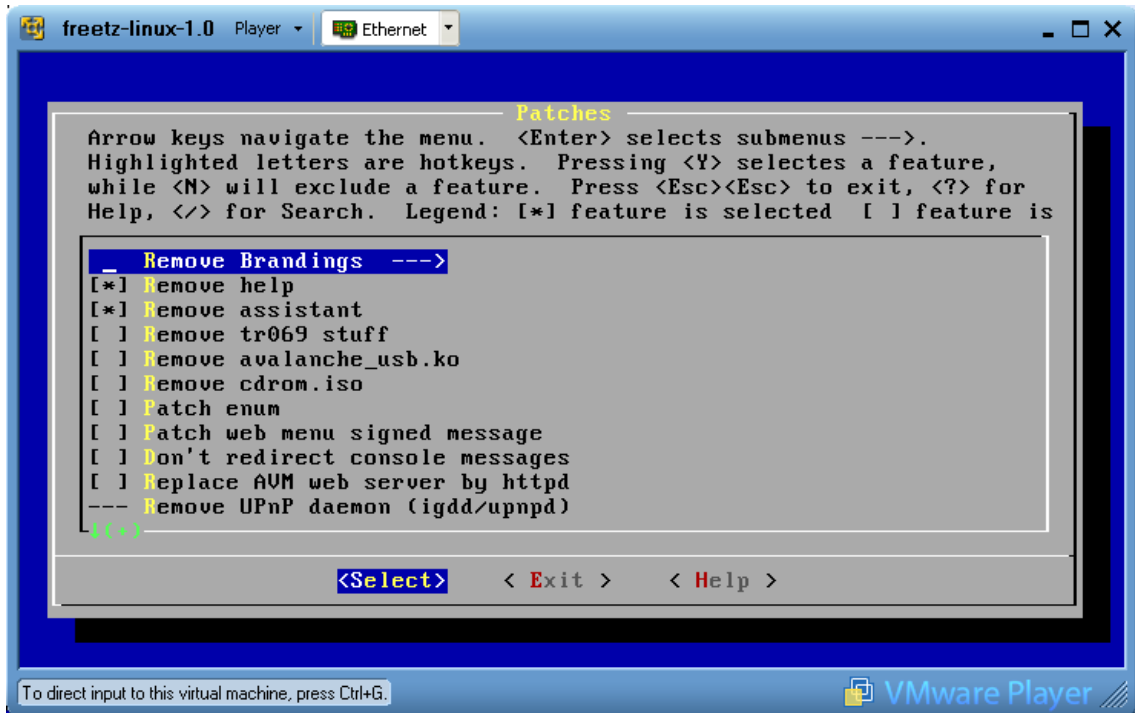 freetz-linux-1.0 Player Ethernet
Patches
Arrow keys navigate the menu. <Enter> selects submenus --->.
Highlighted letters are hotkeys. Pressing <Y> selectes a feature,
while <N> will exclude a feature. Press <Esc><Esc> to exit, <?> for
Help, </> for Search. Legend: [*] feature is selected [ ] feature is
_ Remove Brandings --->
[*] Remove help
[*] Remove assistant
[ ] Remove tr069 stuff
[ ] Remove avalanche_usb.ko
[ ] Remove cdrom.iso
[ ] Patch enum
[ ] Patch web menu signed message
[ ] Don't redirect console messages
[ ] Replace AVM web server by httpd
--- Remove UPnP daemon (igdd/upnpd)
↓(+)
<Select> < Exit > < Help >
To direct input to this virtual machine, press Ctrl+G.
VMware Player